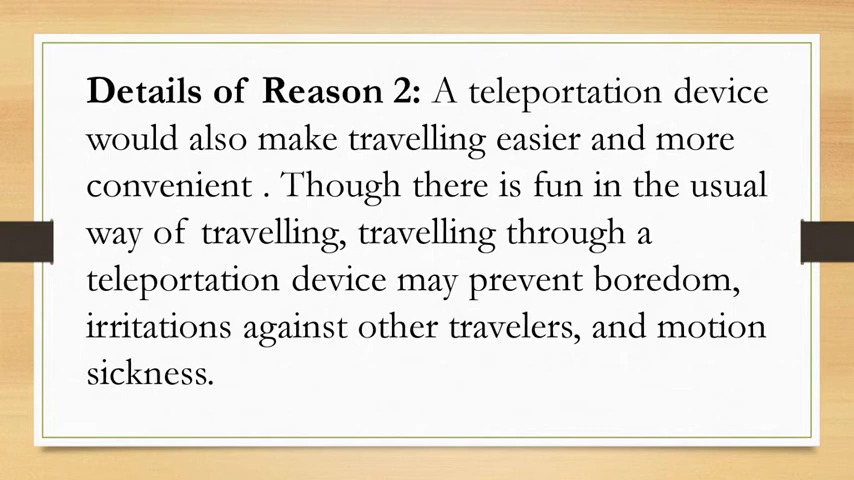 Details of Reason 2: A teleportation device
would also make travelling easier and more
convenient . Though there is fun in the usual
way of travelling, travelling through a
teleportation device may prevent boredom,
irritations against other travelers, and motion
sickness.